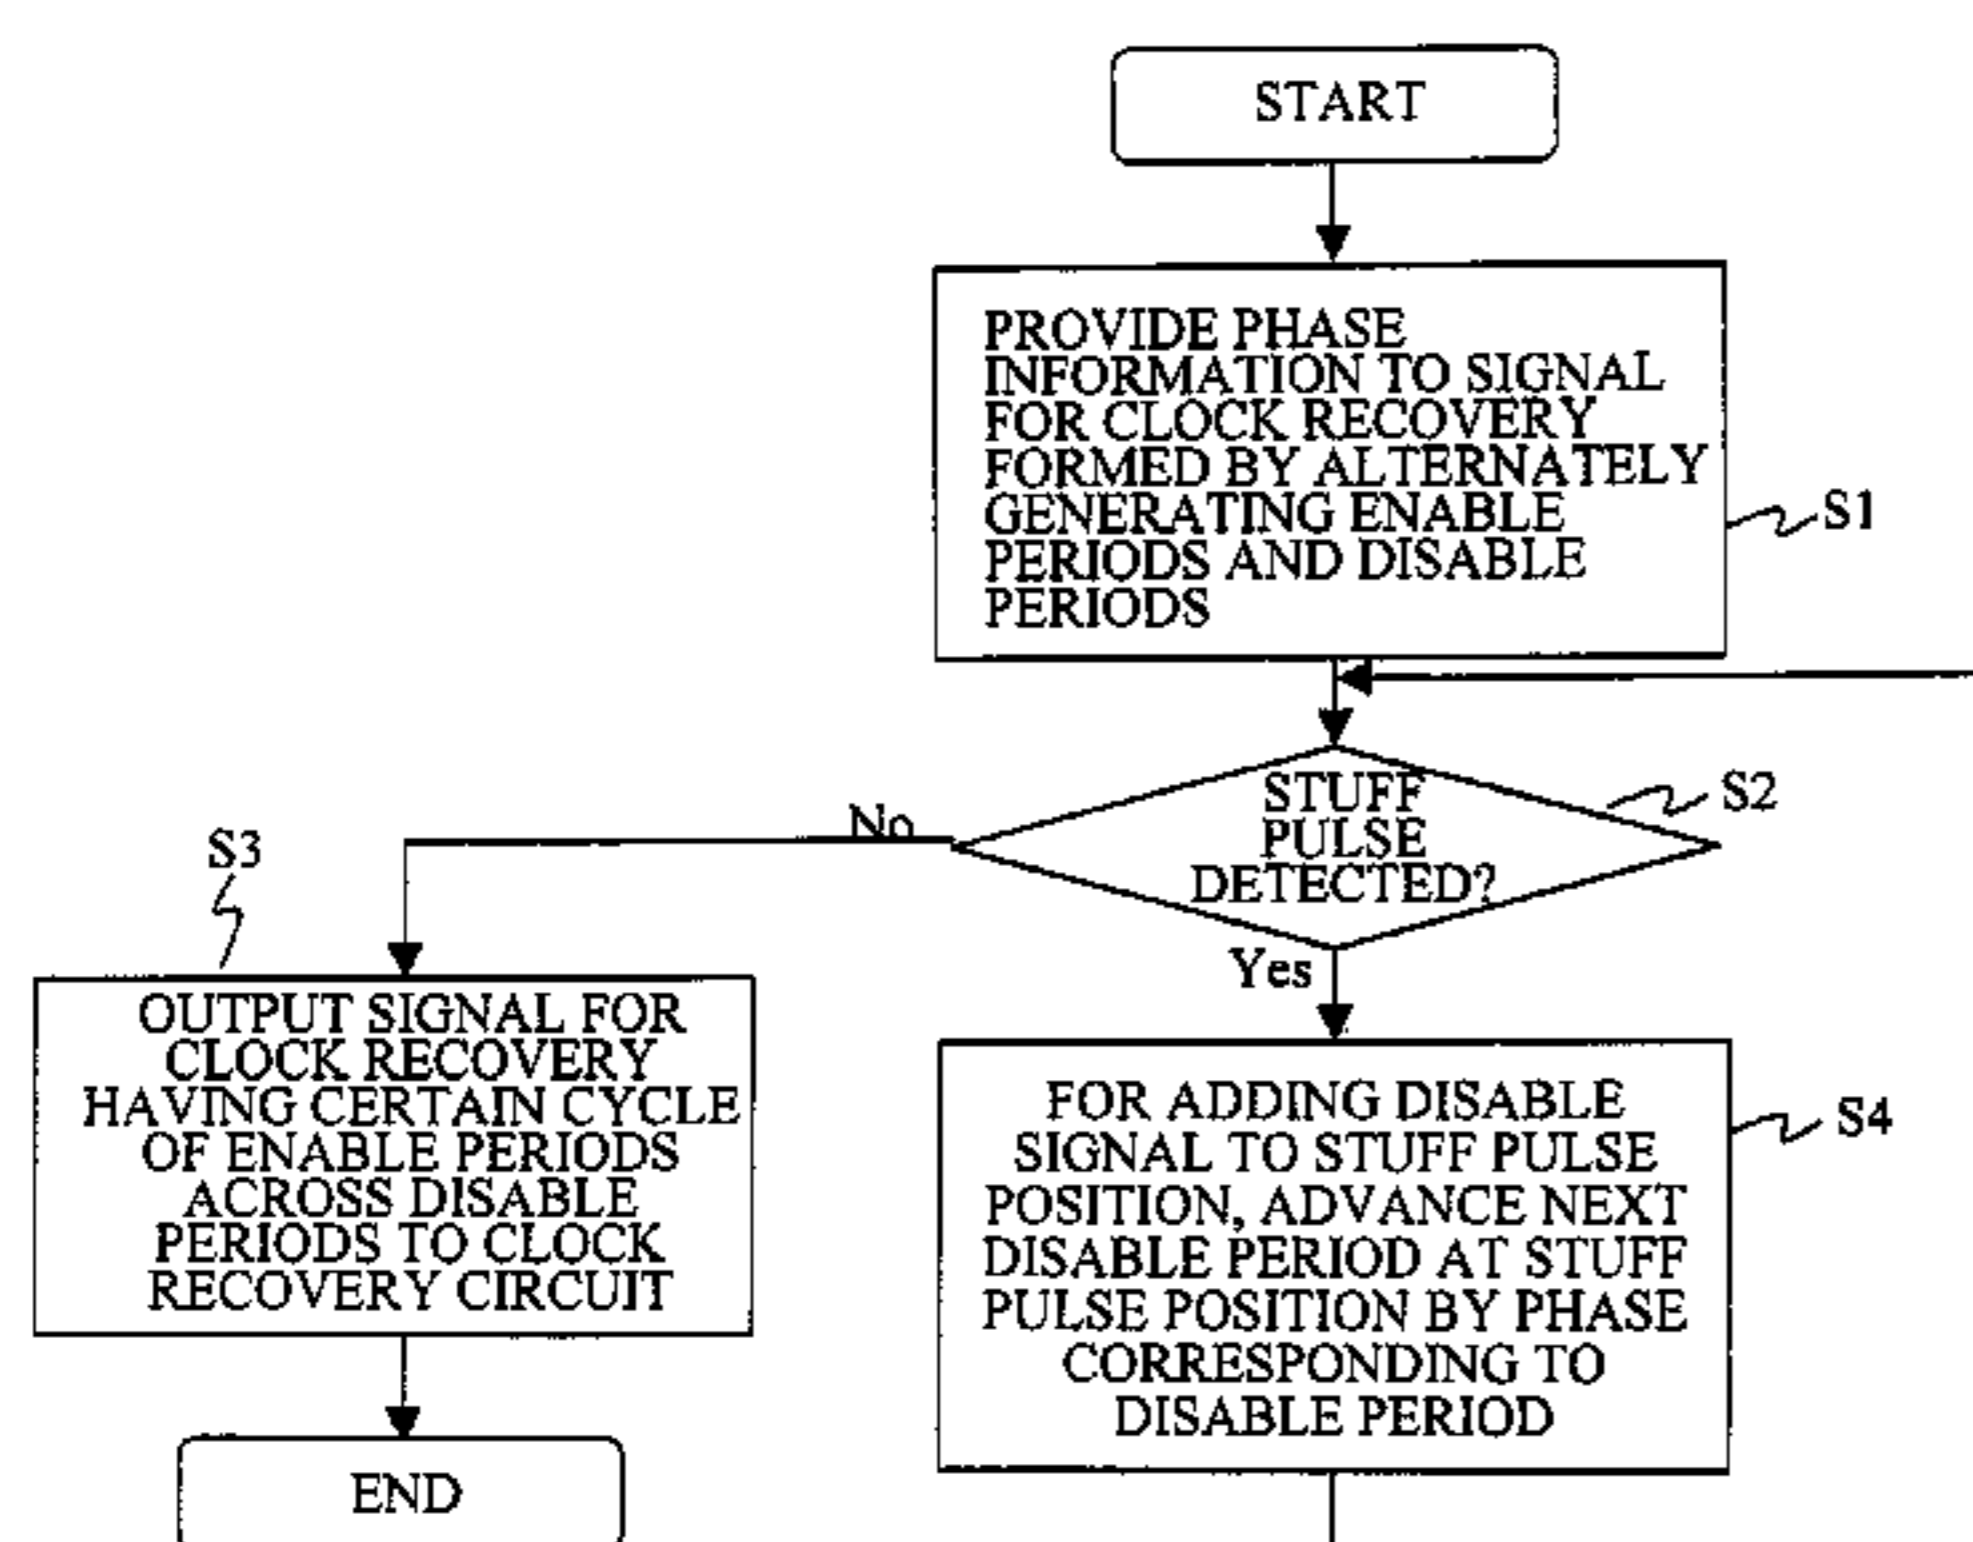 START
PROVIDE PHASE
INFORMATION TO SIGNAL
FOR CLOCK RECOVERY
FORMED BY ALTERNATELY
GENERATING ENABLE
PERIODS AND DISABLE
PERIODS
S1
STUFF
PULSE
DETECTED?
S2
No
Yes
S3
OUTPUT SIGNAL FOR
CLOCK RECOVERY
HAVING CERTAIN CYCLE
OF ENABLE PERIODS
ACROSS DISABLE
PERIODS TO CLOCK
RECOVERY CIRCUIT
FOR ADDING DISABLE
SIGNAL TO STUFF PULSE
POSITION, ADVANCE NEXT
DISABLE PERIOD AT STUFF
PULSE POSITION BY PHASE
CORRESPONDING TO
DISABLE PERIOD
S4
END